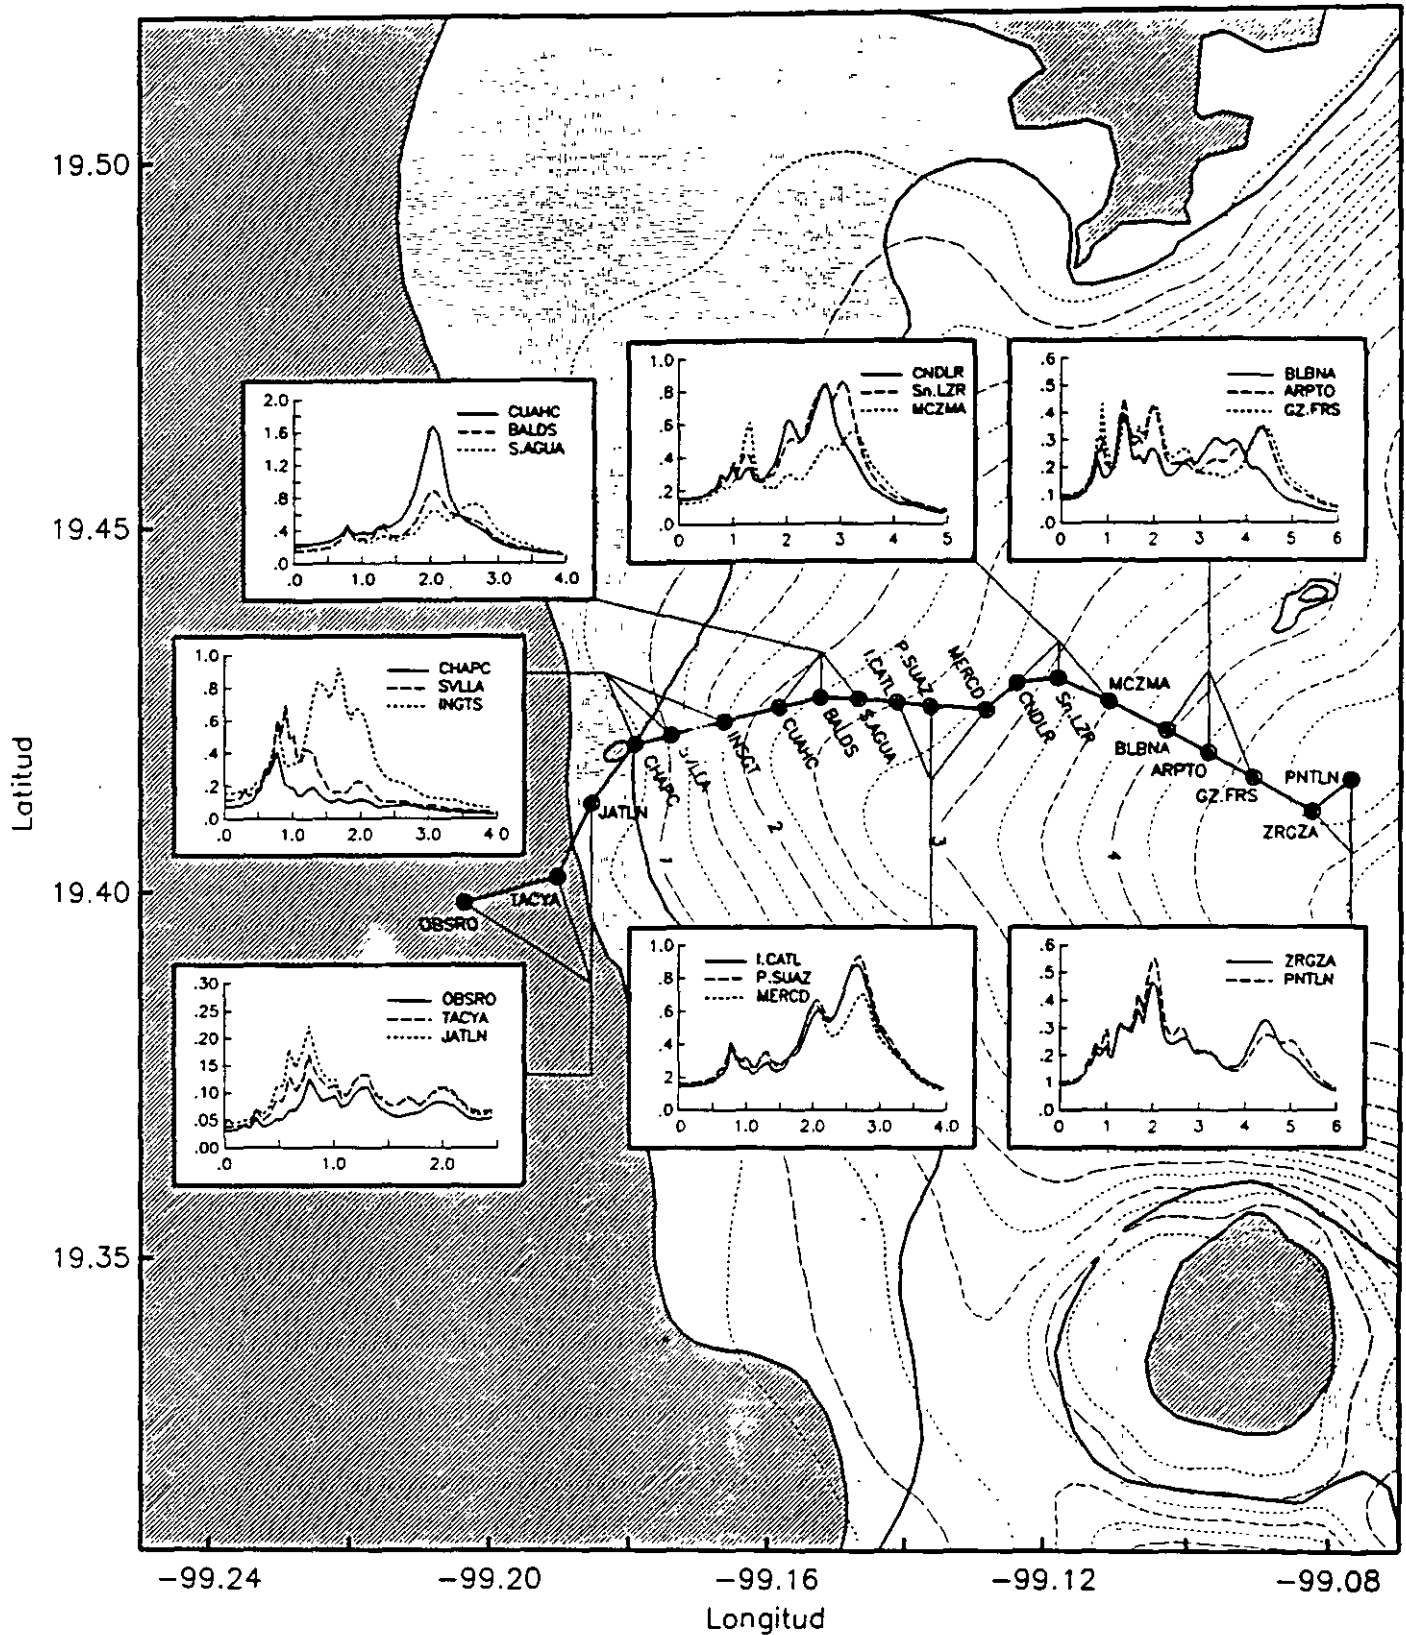 Latitud
19.50
19.45
19.40
19.35
-99.24
-99.20
-99.16
-99.12
-99.08
Longitud
2.0
1.6
1.2
.8
.4
.0
.0
1.0
2.0
3.0
4.0
CUAHC
BALDS
S.AGUA
1.0
.8
.6
.4
.2
.0
0
1
2
3
4
5
CNDLR
Sn.LZR
MCZMA
.6
.5
.4
.3
.2
.1
.0
0
1
2
3
4
5
6
BLBNA
ARPTO
GZ.FRS
1.0
.8
.6
.4
.2
.0
.0
1.0
2.0
3.0
4.0
CHAPC
SVLLA
INGTS
.30
.25
.20
.15
.10
.05
.00
.0
1.0
2.0
OBSRO
TACYA
JATLN
1.0
.8
.6
.4
.2
.0
.0
1.0
2.0
3.0
4.0
I.CATL
P.SUAZ
MERCD
.6
.5
.4
.3
.2
.1
.0
0
1
2
3
4
5
6
ZRGZA
PNTLN
OBSRO
TACYA
JATLN
CHAPC
SVLLA
INSGT
CUAHC
BALDS
S.AGUA
I.CATL
P.SUAZ
MERCD
CNDLR
Sn.LZR
MCZMA
BLBNA
ARPTO
GZ.FRS
ZRGZA
PNTLN
1
2
3
4